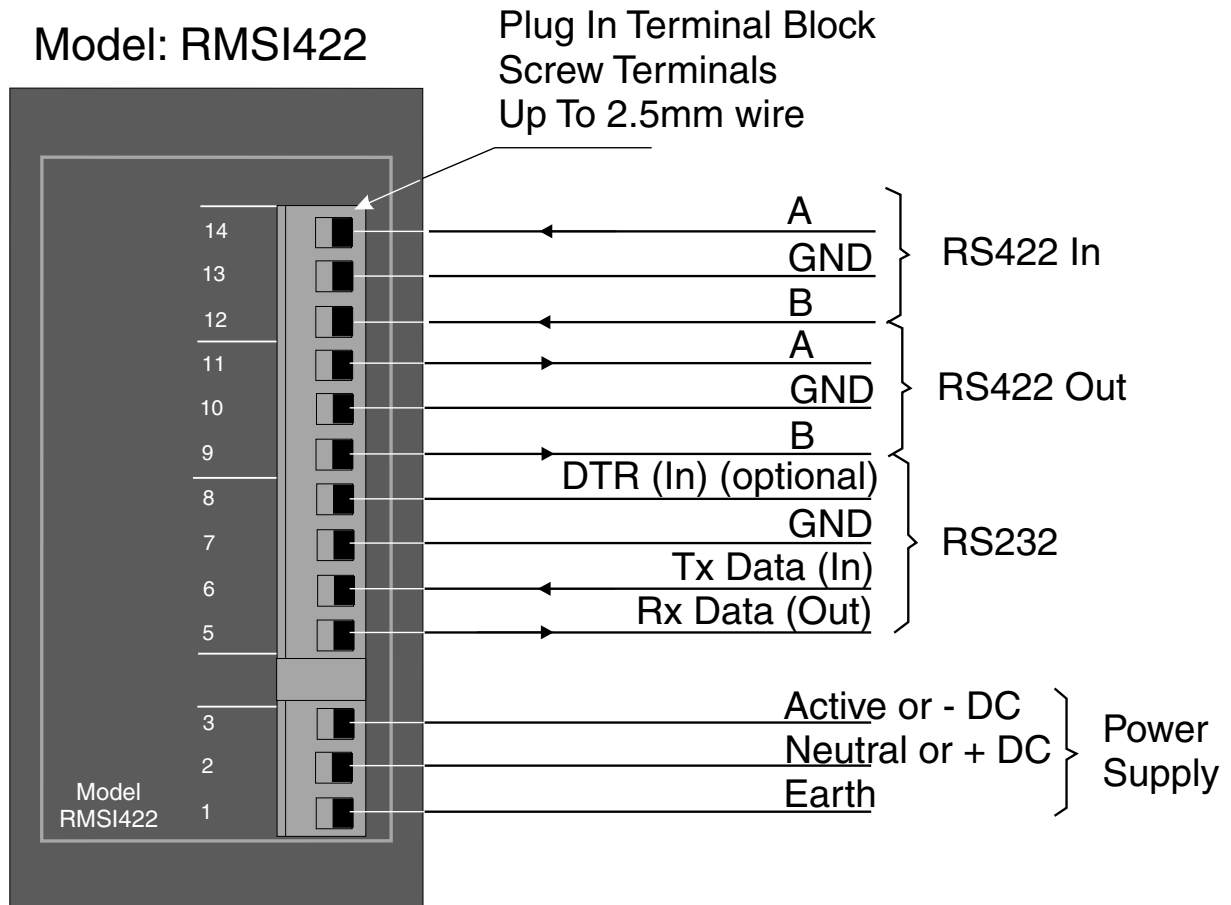 Model: RMSI422
Plug In Terminal Block
Screw Terminals
Up To 2.5mm wire
14
A
13
GND
RS422 In
12
B
11
A
10
GND
RS422 Out
9
B
8
DTR (In) (optional)
7
GND
RS232
6
Tx Data (In)
5
Rx Data (Out)
3
Active or - DC
2
Neutral or + DC
1
Earth
Power
Supply
Model
RMSI422